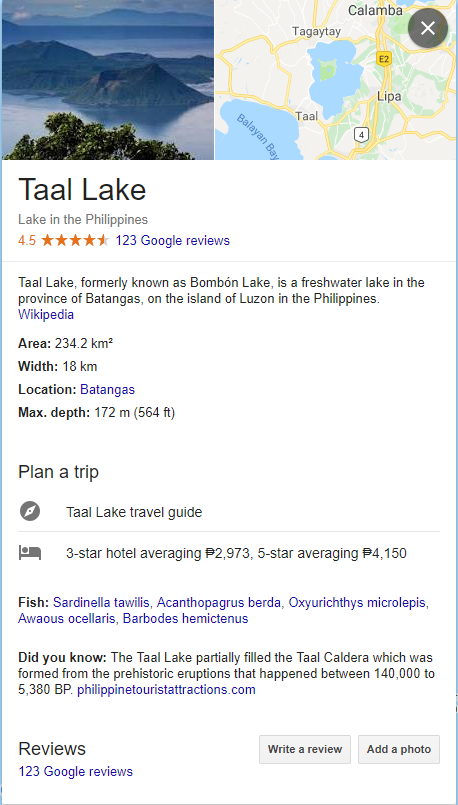 Calamba
Tagaytay
E2
Lipa
Taal
4
Balayan Bay
Taal Lake
Lake in the Philippines
4.5 123 Google reviews
Taal Lake, formerly known as Bombón Lake, is a freshwater lake in the
province of Batangas, on the island of Luzon in the Philippines.
Wikipedia
Area: 234.2 km²
Width: 18 km
Location: Batangas
Max. depth: 172 m (564 ft)
Plan a trip
Taal Lake travel guide
3-star hotel averaging ₱2,973, 5-star averaging ₱4,150
Fish: Sardinella tawilis, Acanthopagrus berda, Oxyurichthys microlepis,
Awaous ocellaris, Barbodes hemictenus
Did you know: The Taal Lake partially filled the Taal Caldera which was
formed from the prehistoric eruptions that happened between 140,000 to
5,380 BP. philippinetouristattractions.com
Reviews
Write a review
Add a photo
123 Google reviews